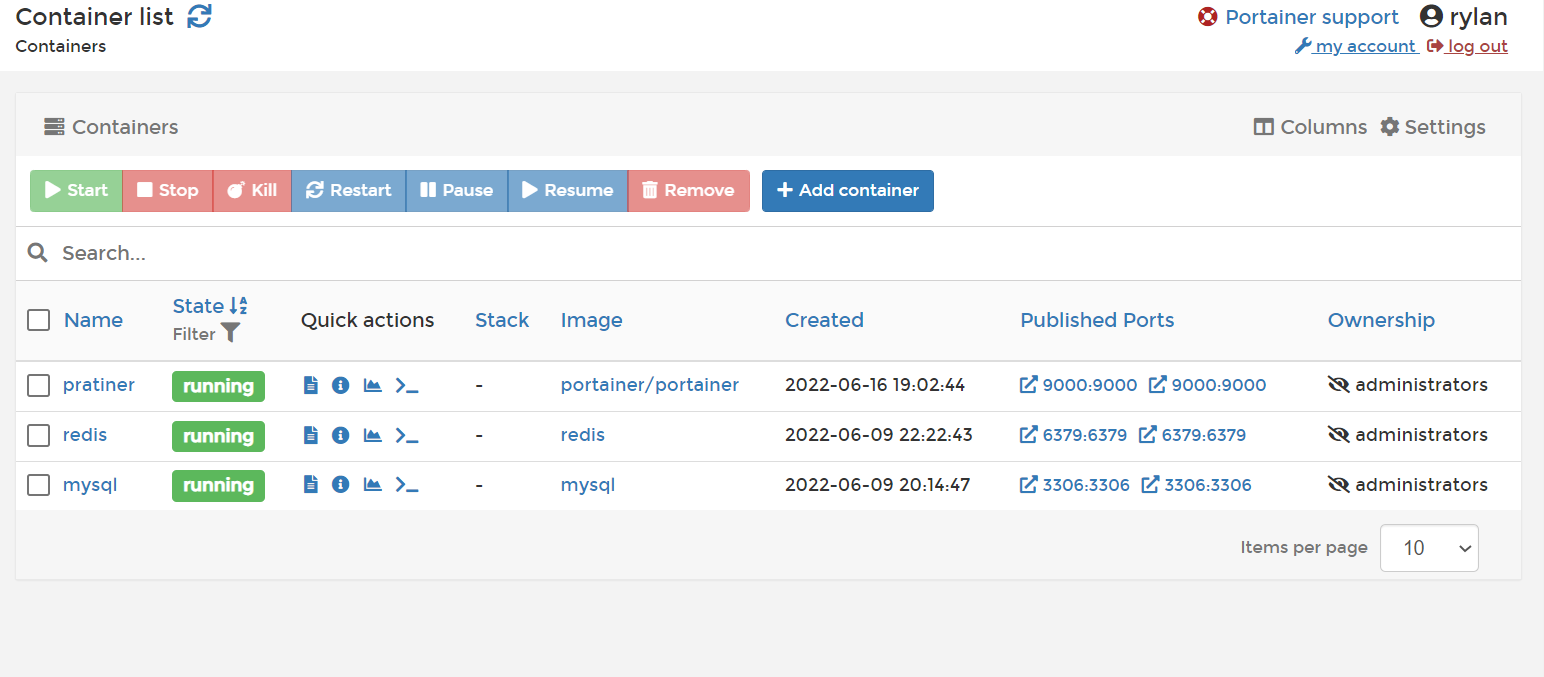 Container list Portainer support rylan
Containers my account log out
Containers Columns Settings
Start Stop Kill Restart Pause Resume Remove Add container
Search...
Name State Filter Quick actions Stack Image Created Published Ports Ownership
pratiner running - portainer/portainer 2022-06-16 19:02:44 9000:9000 9000:9000 administrators
redis running - redis 2022-06-09 22:22:43 6379:6379 6379:6379 administrators
mysql running - mysql 2022-06-09 20:14:47 3306:3306 3306:3306 administrators
Items per page 10